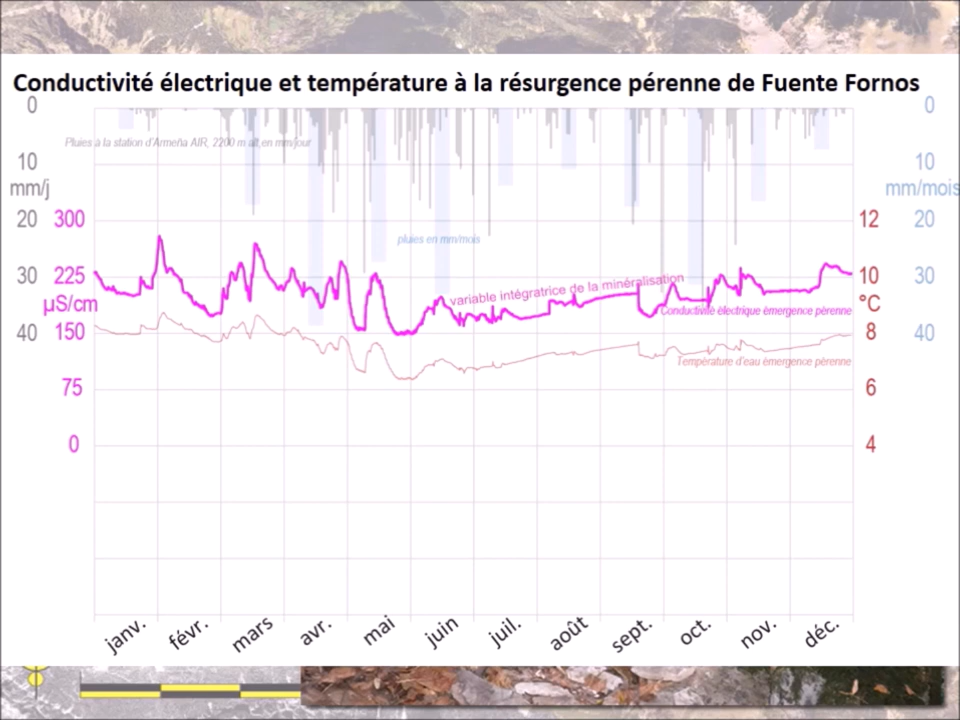 Conductivité électrique et température à la résurgence pérenne de Fuente Fornos
0 0
Pluies à la station d'Armeña AIR, 2200 m alt, en mm/jour
10 10
mm/j mm/mois
20 300 12 20
pluies en mm/mois
30 225 10 30
variable intégratrice de la minéralisation
µS/cm °C
Conductivité électrique émergence pérenne
40 150 8 40
Température d'eau émergence pérenne
75 6
0 4
janv. févr. mars avr. mai juin juil. août sept. oct. nov. déc.